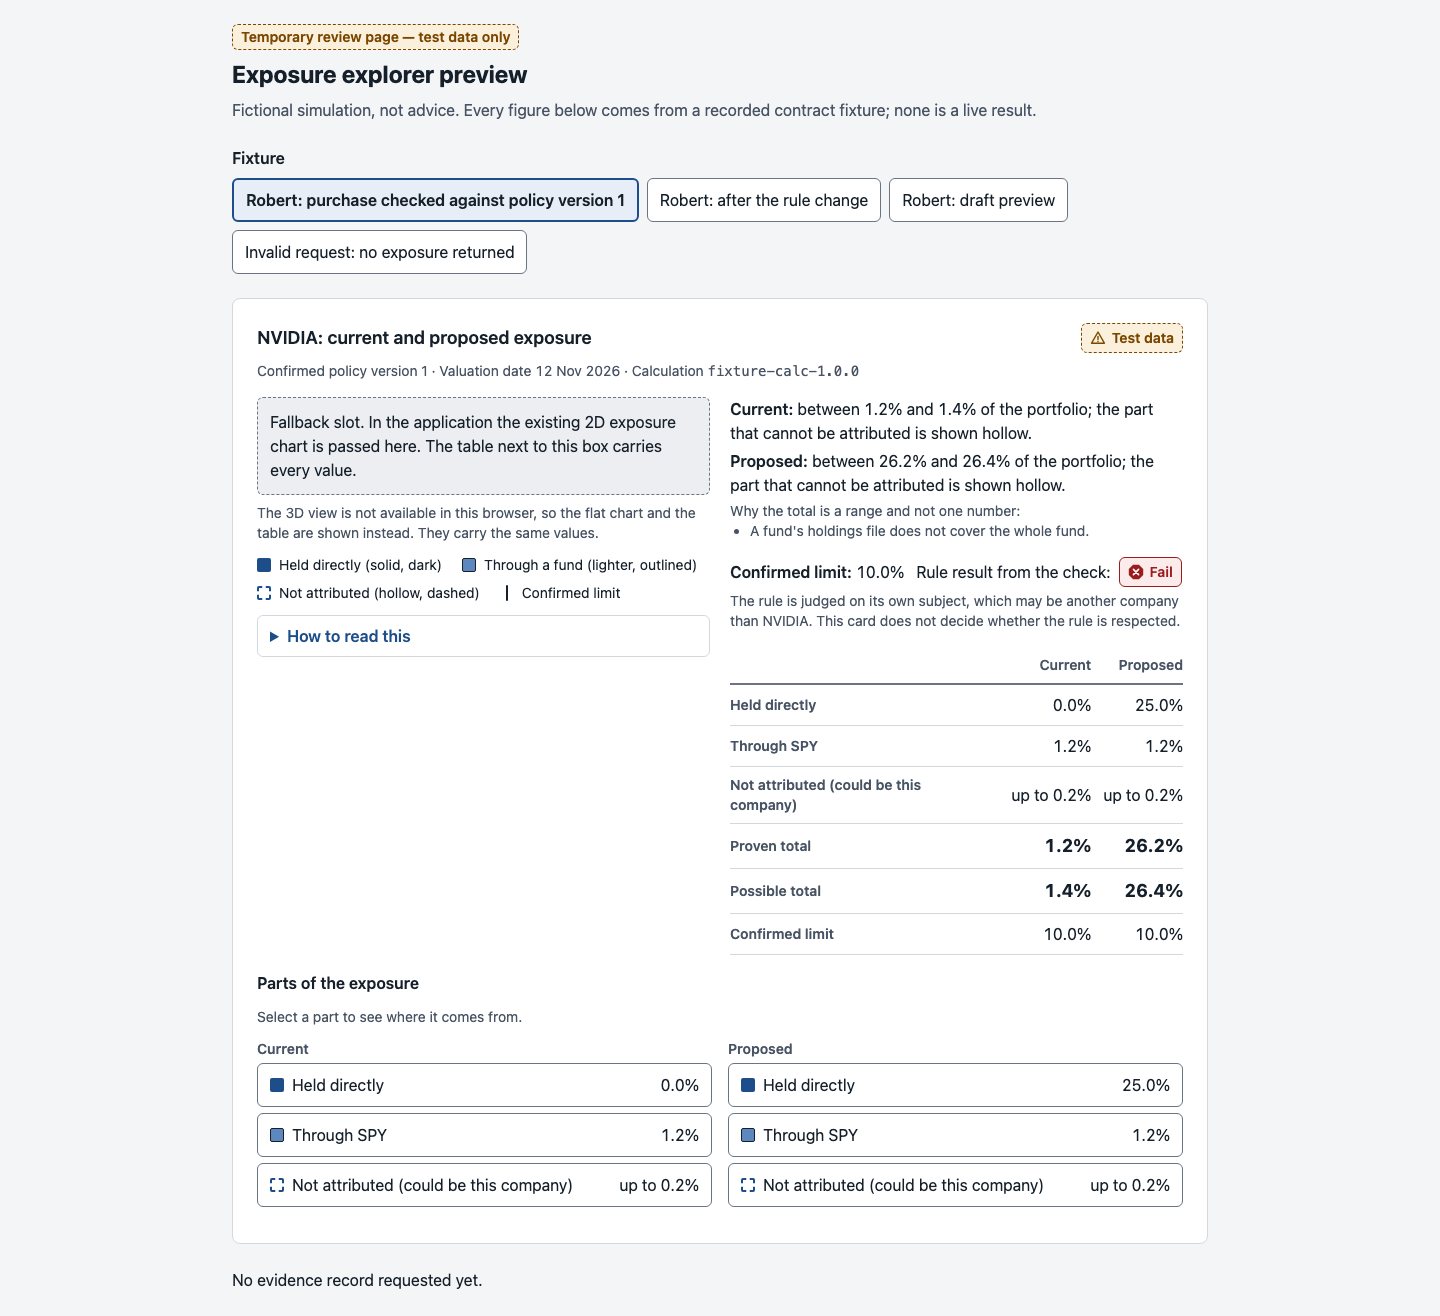 Temporary review page — test data only
Exposure explorer preview
Fictional simulation, not advice. Every figure below comes from a recorded contract fixture; none is a live result.
Fixture
Robert: purchase checked against policy version 1
Robert: after the rule change
Robert: draft preview
Invalid request: no exposure returned
NVIDIA: current and proposed exposure
Test data
Confirmed policy version 1 · Valuation date 12 Nov 2026 · Calculation fixture-calc-1.0.0
Fallback slot. In the application the existing 2D exposure
chart is passed here. The table next to this box carries
every value.
The 3D view is not available in this browser, so the flat chart and the
table are shown instead. They carry the same values.
Held directly (solid, dark)
Through a fund (lighter, outlined)
Not attributed (hollow, dashed)
Confirmed limit
How to read this
Current: between 1.2% and 1.4% of the portfolio; the part
that cannot be attributed is shown hollow.
Proposed: between 26.2% and 26.4% of the portfolio; the
part that cannot be attributed is shown hollow.
Why the total is a range and not one number:
• A fund's holdings file does not cover the whole fund.
Confirmed limit: 10.0% Rule result from the check: Fail
The rule is judged on its own subject, which may be another company
than NVIDIA. This card does not decide whether the rule is respected.
Current Proposed
Held directly 0.0% 25.0%
Through SPY 1.2% 1.2%
Not attributed (could be this
company) up to 0.2% up to 0.2%
Proven total 1.2% 26.2%
Possible total 1.4% 26.4%
Confirmed limit 10.0% 10.0%
Parts of the exposure
Select a part to see where it comes from.
Current
Held directly 0.0%
Through SPY 1.2%
Not attributed (could be this company) up to 0.2%
Proposed
Held directly 25.0%
Through SPY 1.2%
Not attributed (could be this company) up to 0.2%
No evidence record requested yet.